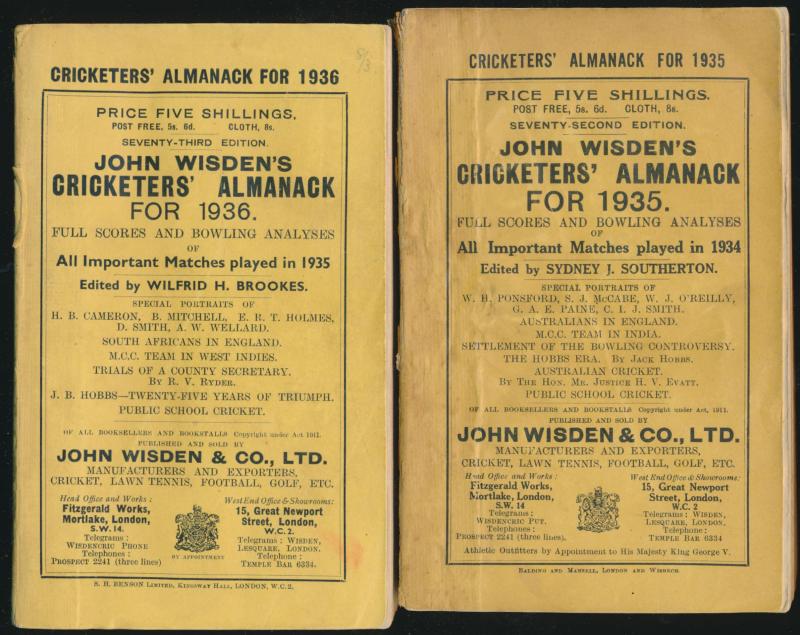 5/3
CRICKETERS' ALMANACK FOR 1936
PRICE FIVE SHILLINGS.
POST FREE, 5s. 6d. CLOTH, 8s.
SEVENTY-THIRD EDITION.
JOHN WISDEN'S
CRICKETERS' ALMANACK
FOR 1936.
FULL SCORES AND BOWLING ANALYSES
OF
All Important Matches played in 1935
Edited by WILFRID H. BROOKES.
SPECIAL PORTRAITS OF
H. B. CAMERON, B. MITCHELL, E. R. T. HOLMES,
D. SMITH, A. W. WELLARD.
SOUTH AFRICANS IN ENGLAND.
M.C.C. TEAM IN WEST INDIES.
TRIALS OF A COUNTY SECRETARY.
By R. V. RYDER.
J. B. HOBBS—TWENTY-FIVE YEARS OF TRIUMPH.
PUBLIC SCHOOL CRICKET.
OF ALL BOOKSELLERS AND BOOKSTALLS Copyright under Act 1911.
PUBLISHED AND SOLD BY
JOHN WISDEN & CO., LTD.
MANUFACTURERS AND EXPORTERS,
CRICKET, LAWN TENNIS, FOOTBALL, GOLF, ETC.
Head Office and Works:
Fitzgerald Works,
Mortlake, London,
S.W.14.
Telegrams:
WISDENCRIC PHONE
Telephones:
PROSPECT 2241 (three lines)
BY APPOINTMENT
West End Office & Showrooms:
15, Great Newport
Street, London,
W.C.2.
Telegrams: WISDEN,
LESQUARE, LONDON.
Telephone:
TEMPLE BAR 6334.
S. H. BENSON LIMITED, KINGSWAY HALL, LONDON, W.C.2.
CRICKETERS' ALMANACK FOR 1935
PRICE FIVE SHILLINGS.
POST FREE, 5s. 6d. CLOTH, 8s.
SEVENTY-SECOND EDITION.
JOHN WISDEN'S
CRICKETERS' ALMANACK
FOR 1935.
FULL SCORES AND BOWLING ANALYSES
OF
All Important Matches played in 1934
Edited by SYDNEY J. SOUTHERTON.
SPECIAL PORTRAITS OF
W. H. PONSFORD, S. J. McCABE, W. J. O'REILLY,
G. A. E. PAINE, C. I. J. SMITH.
AUSTRALIANS IN ENGLAND.
M.C.C. TEAM IN INDIA.
SETTLEMENT OF THE BOWLING CONTROVERSY.
THE HOBBS ERA. By JACK HOBBS.
AUSTRALIAN CRICKET.
By THE HON. MR. JUSTICE H. V. EVATT.
PUBLIC SCHOOL CRICKET.
OF ALL BOOKSELLERS AND BOOKSTALLS Copyright under Act, 1911.
PUBLISHED AND SOLD BY
JOHN WISDEN & CO., LTD.
MANUFACTURERS AND EXPORTERS,
CRICKET, LAWN TENNIS, FOOTBALL, GOLF, ETC.
Head Office and Works:
Fitzgerald Works,
Mortlake, London,
S.W. 14
Telegrams:
WISDENCRIC PUT.
Telephones:
PROSPECT 2241 (three lines).
West End Office & Showrooms:
15, Great Newport
Street, London,
W.C. 2
Telegrams: WISDEN,
LESQUARE, LONDON.
Telephone:
TEMPLE BAR 6334
Athletic Outfitters by Appointment to His Majesty King George V.
BALDING AND MANSELL, LONDON AND WISBECH.